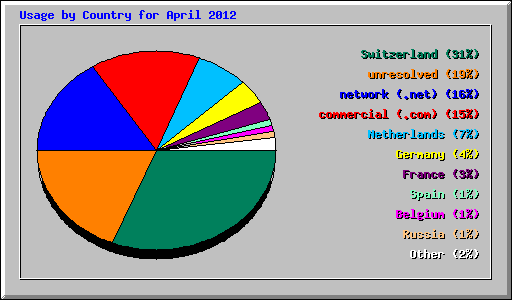 Usage by Country for April 2012
Switzerland (31%)
unresolved (19%)
network (.net) (16%)
commercial (.com) (15%)
Netherlands (7%)
Germany (4%)
France (3%)
Spain (1%)
Belgium (1%)
Russia (1%)
Other (2%)